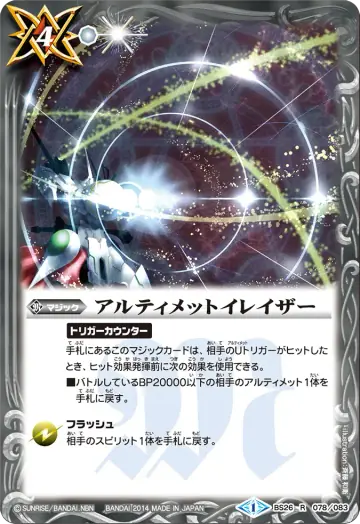 4
マジック アルティメットイレイザー
トリガーカウンター
手札にあるこのマジックカードは、相手のUトリガーがヒットした
とき、ヒット効果発揮前に次の効果を使用できる。
■バトルしているBP20000以下の相手のアルティメット1体を
手札に戻す。
フラッシュ
相手のスピリット1体を手札に戻す。
©SUNRISE/BANDAI,NBN BANDAI 2014 MADE IN JAPAN 1 BS26-R 078/083